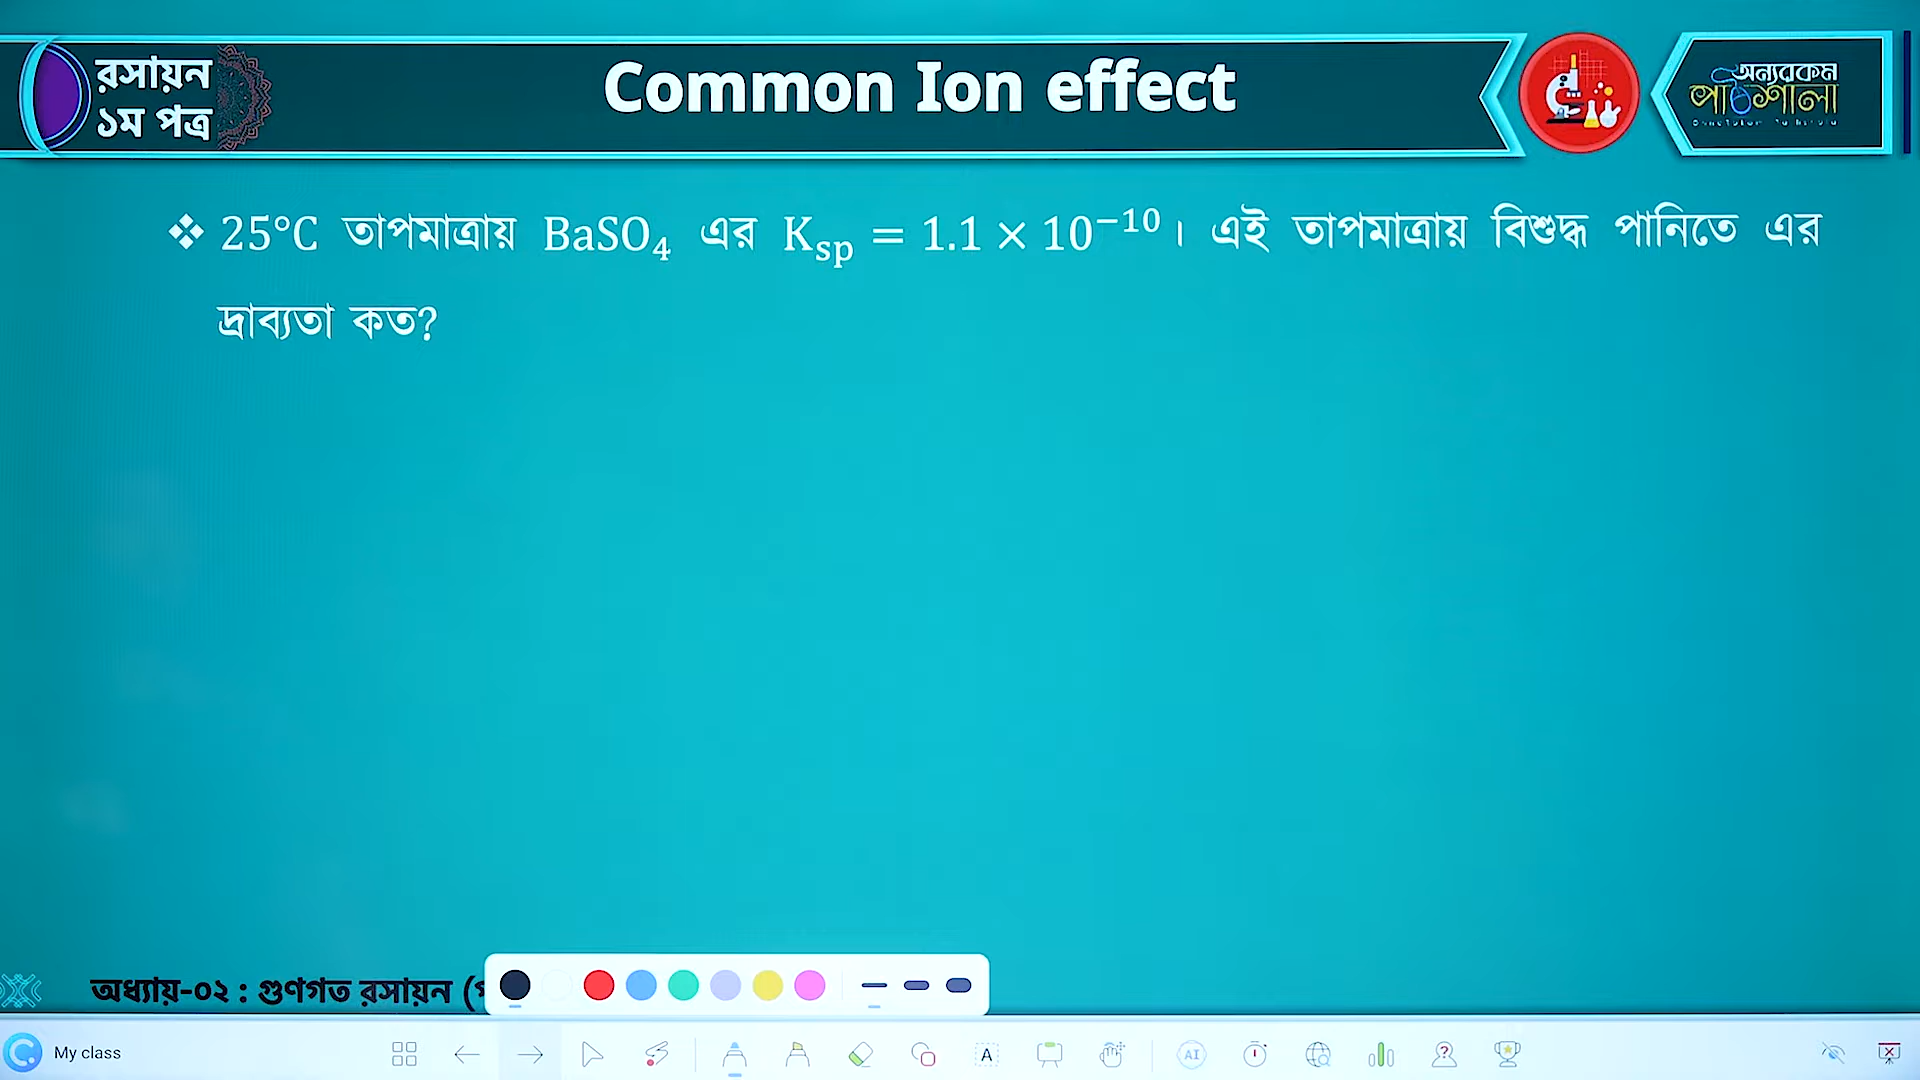 রসায়ন
১ম পত্র
Common Ion effect
অন্যরকম
পাঠশালা
❖ 25°C তাপমাত্রায় BaSO₄ এর Kₛₚ = 1.1 × 10⁻¹⁰। এই তাপমাত্রায় বিশুদ্ধ পানিতে এর
দ্রাব্যতা কত?
অধ্যায়-০২ : গুণগত রসায়ন (
My class
A
AI